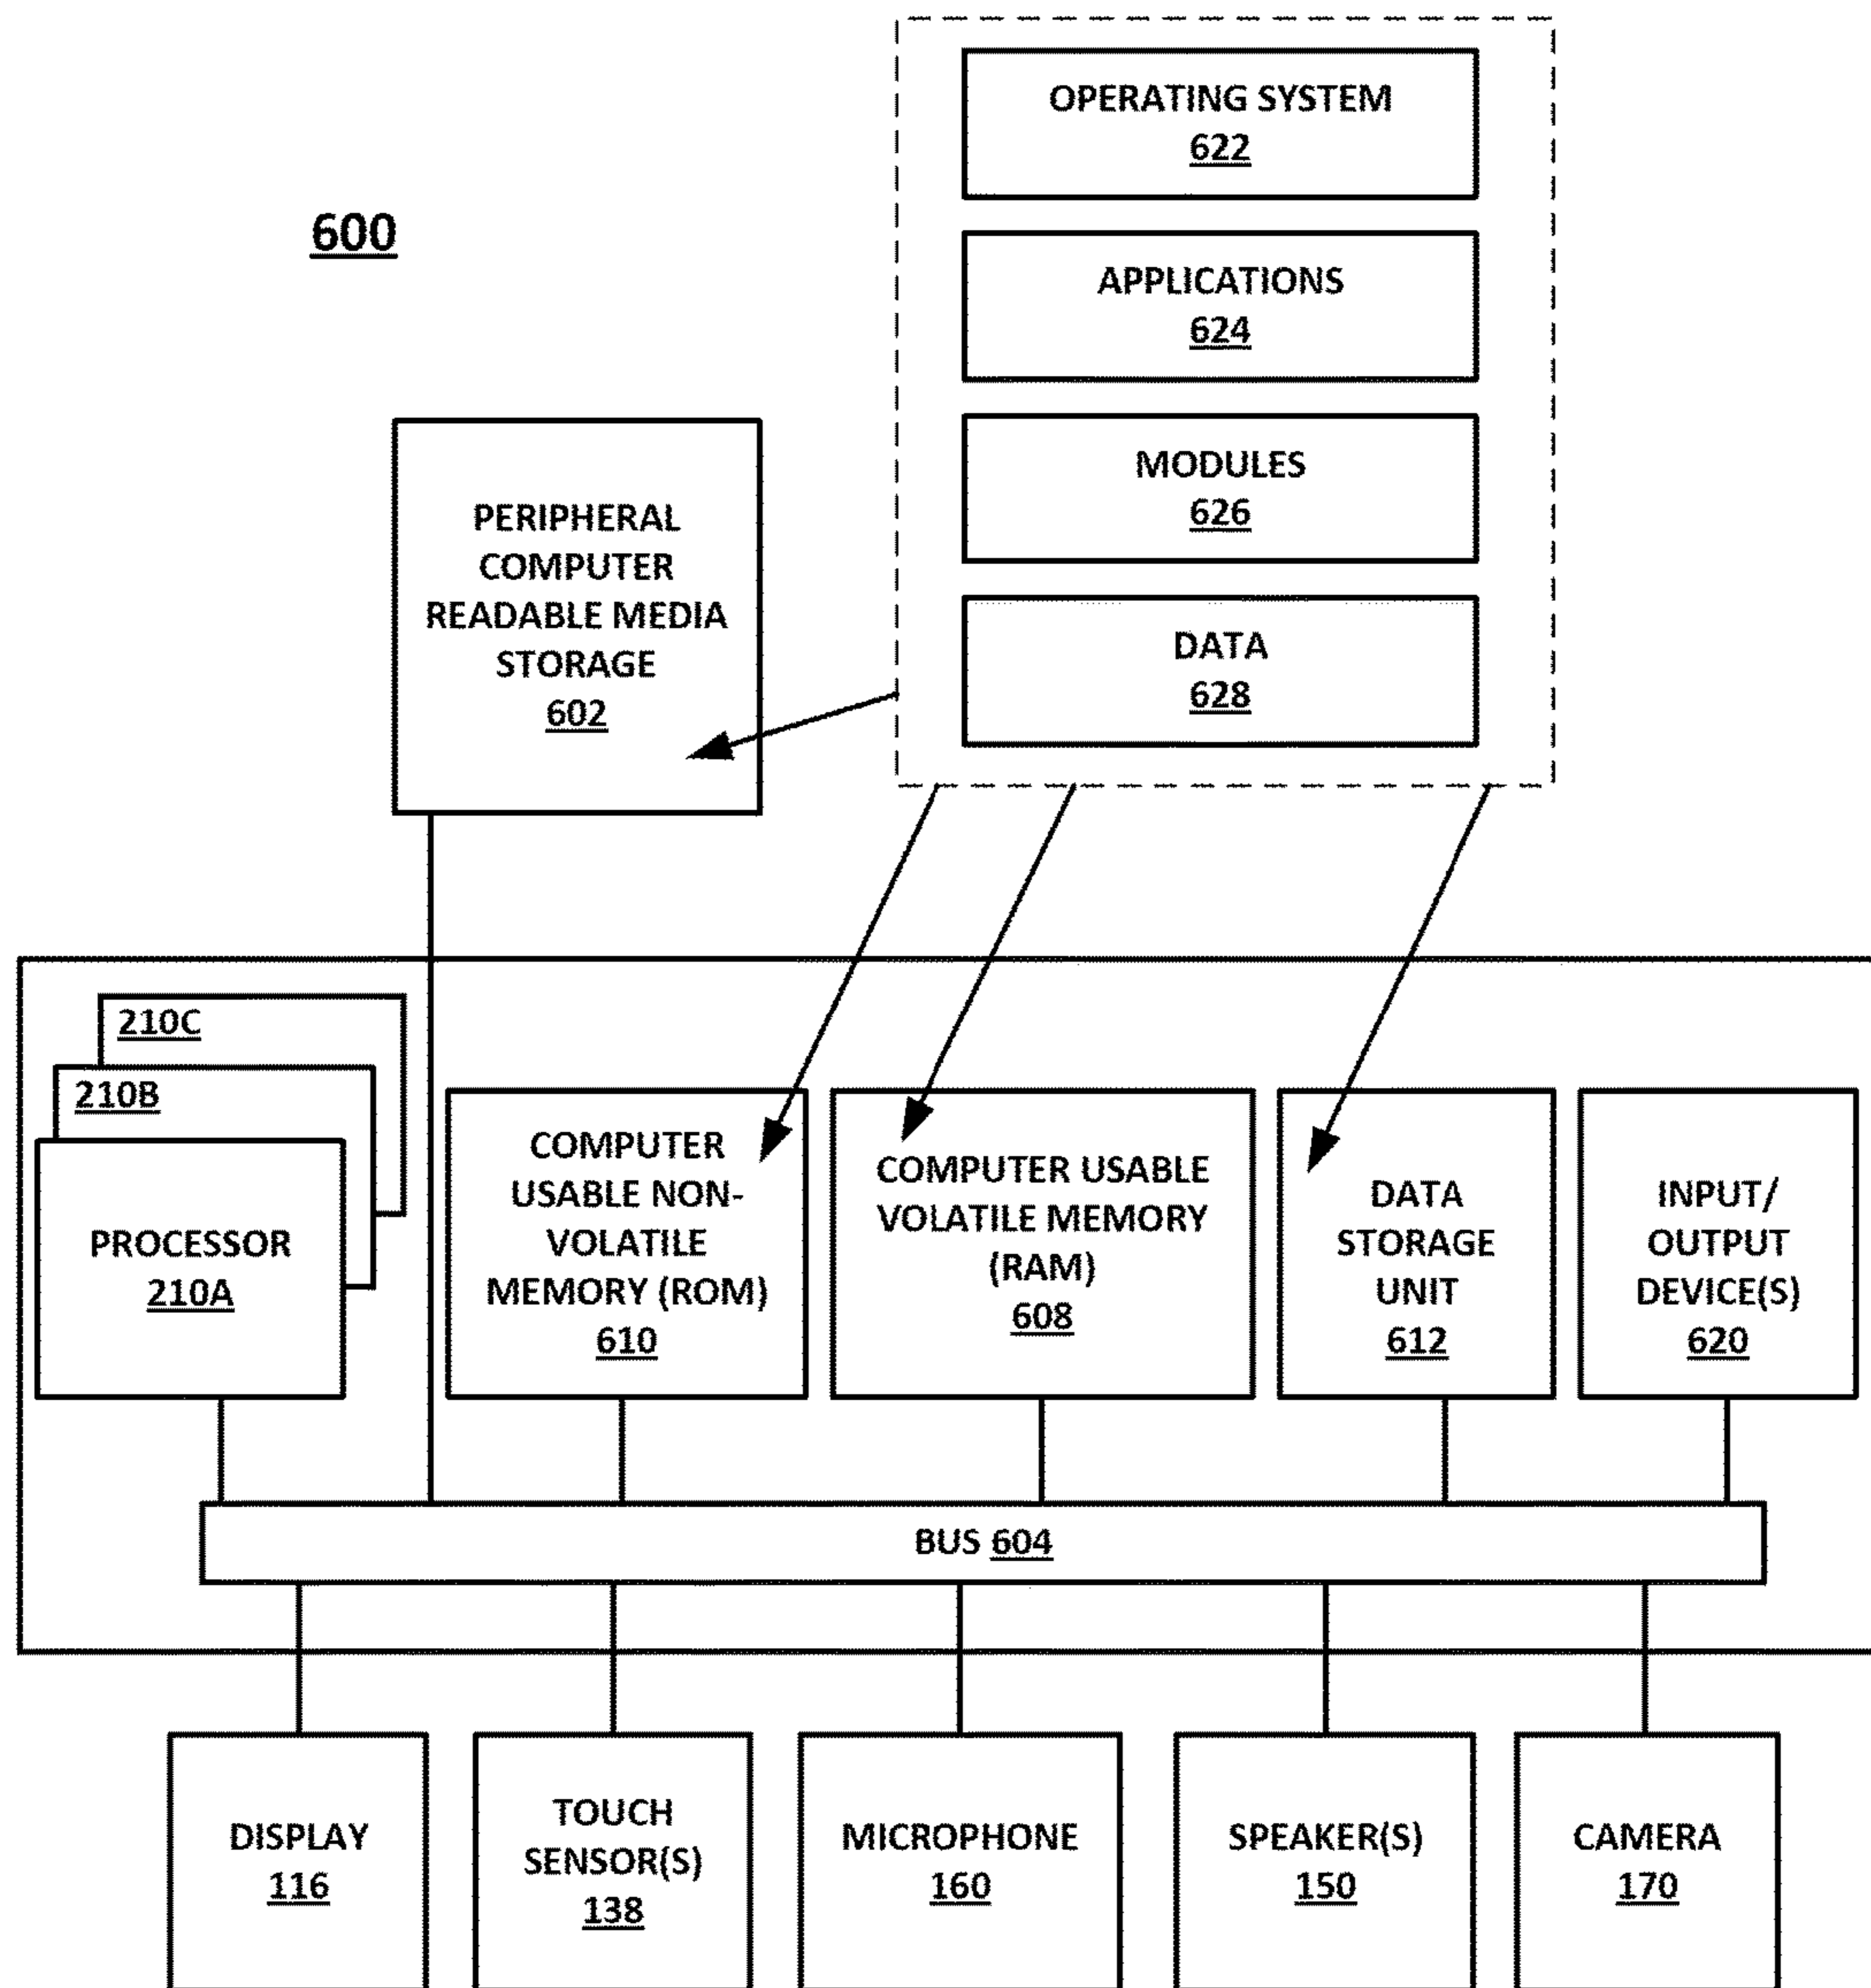 OPERATING SYSTEM
622
600
APPLICATIONS
624
MODULES
626
PERIPHERAL
COMPUTER
READABLE MEDIA
STORAGE
602
DATA
628
210C
210B
PROCESSOR
210A
COMPUTER
USABLE NON-
VOLATILE
MEMORY (ROM)
610
COMPUTER USABLE
VOLATILE MEMORY
(RAM)
608
DATA
STORAGE
UNIT
612
INPUT/
OUTPUT
DEVICE(S)
620
BUS 604
DISPLAY
116
TOUCH
SENSOR(S)
138
MICROPHONE
160
SPEAKER(S)
150
CAMERA
170